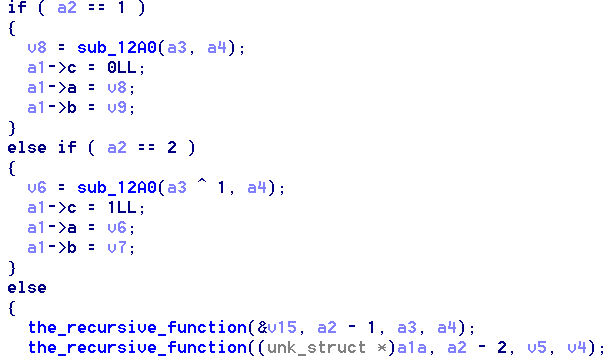 if ( a2 == 1 )
{
v8 = sub_12A0(a3, a4);
a1->c = 0LL;
a1->a = v8;
a1->b = v9;
}
else if ( a2 == 2 )
{
v6 = sub_12A0(a3 ^ 1, a4);
a1->c = 1LL;
a1->a = v6;
a1->b = v7;
}
else
{
the_recursive_function(&v15, a2 - 1, a3, a4);
the_recursive_function((unk_struct *)a1a, a2 - 2, v5, v4);